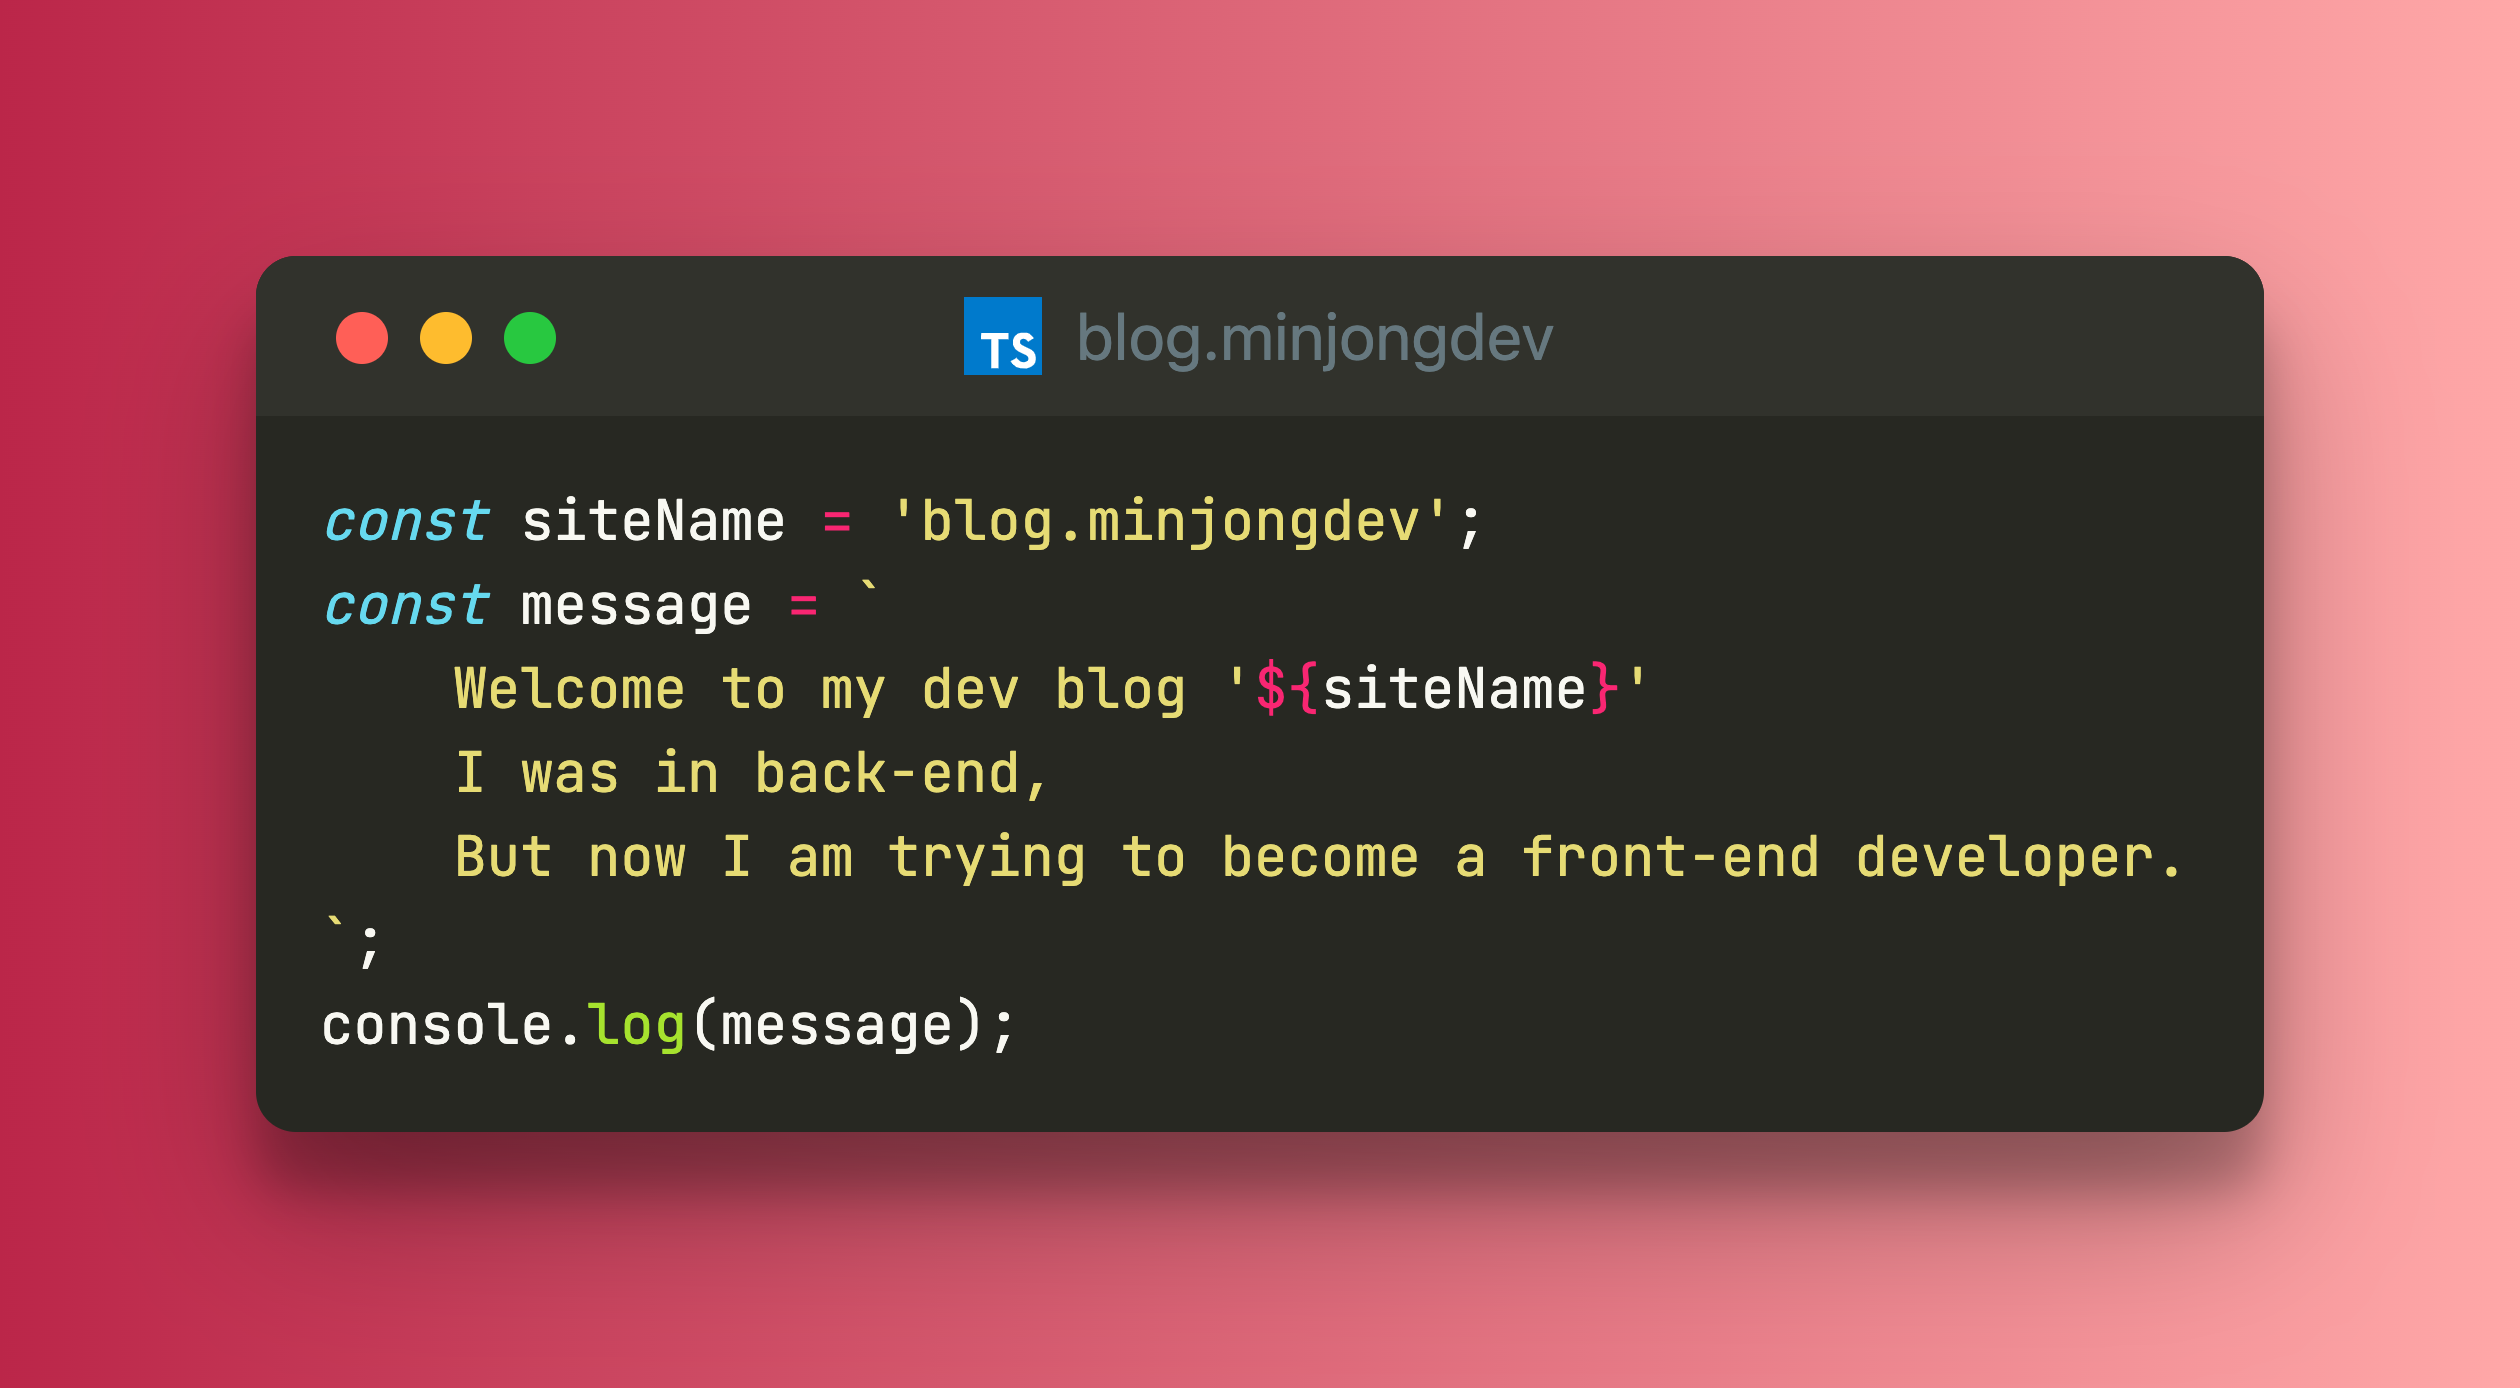 TS blog.minjongdev
const siteName = 'blog.minjongdev';
const message = `
    Welcome to my dev blog '${siteName}'
    I was in back-end,
    But now I am trying to become a front-end developer.
`;
console.log(message);